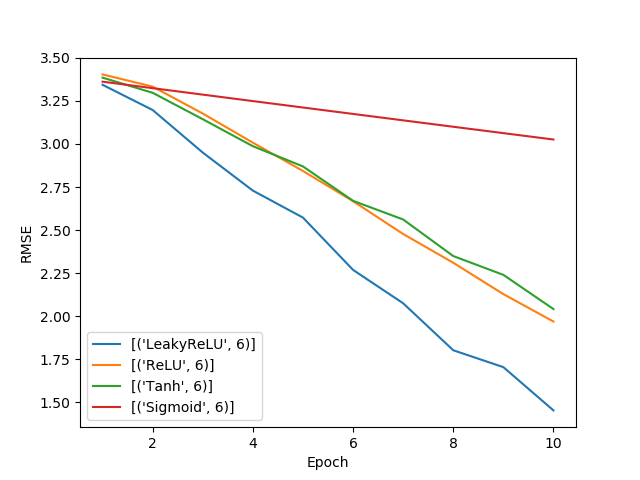 3.50
3.25
3.00
2.75
2.50
2.25
2.00
1.75
1.50
RMSE
[('LeakyReLU', 6)]
[('ReLU', 6)]
[('Tanh', 6)]
[('Sigmoid', 6)]
2 4 6 8 10
Epoch